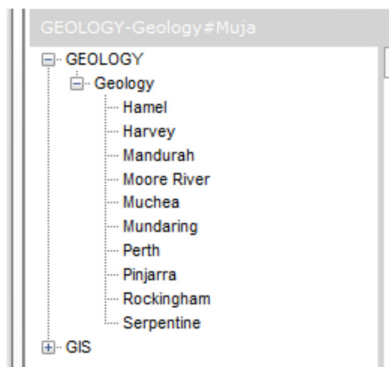 GEOLOGY-Geology#Muja
GEOLOGY
Geology
Hamel
Harvey
Mandurah
Moore River
Muchea
Mundaring
Perth
Pinjarra
Rockingham
Serpentine
GIS